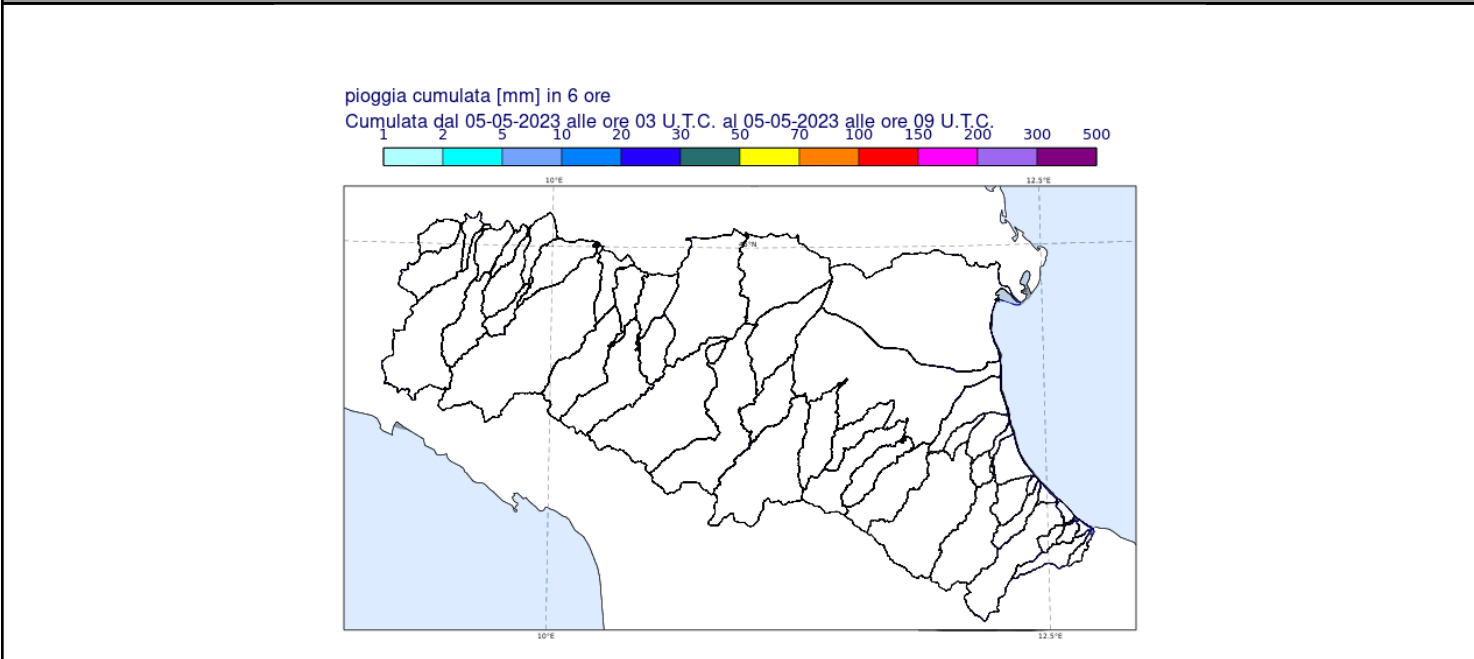 pioggia cumulata [mm] in 6 ore
Cumulata dal 05-05-2023 alle ore 03 U.T.C. al 05-05-2023 alle ore 09 U.T.C.
1 2 5 10 20 30 50 70 100 150 200 300 500
10°E 12.5°E
10°E 12.5°E